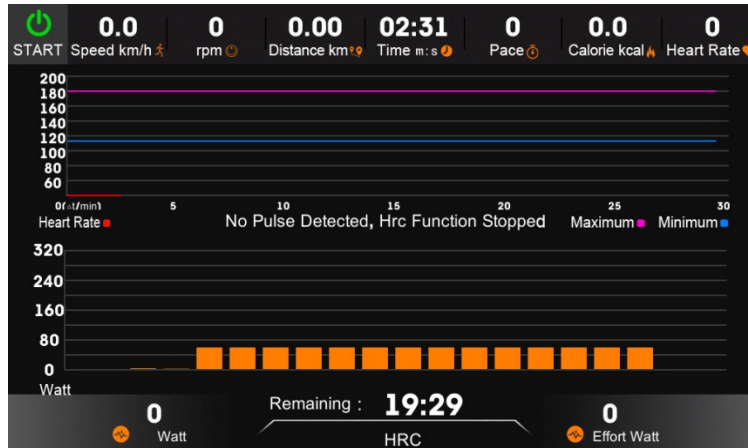 0.0 0 0.00 02:31 0 0.0 0
START Speed km/h rpm Distance km Time m:s Pace Calorie kcal Heart Rate
200
180
160
140
120
100
80
60
0(△t/min) 5 10 15 20 25 30
Heart Rate No Pulse Detected, Hrc Function Stopped Maximum Minimum
320
240
160
80
0
Watt
Remaining : 19:29
0 Watt
HRC
0 Effort Watt